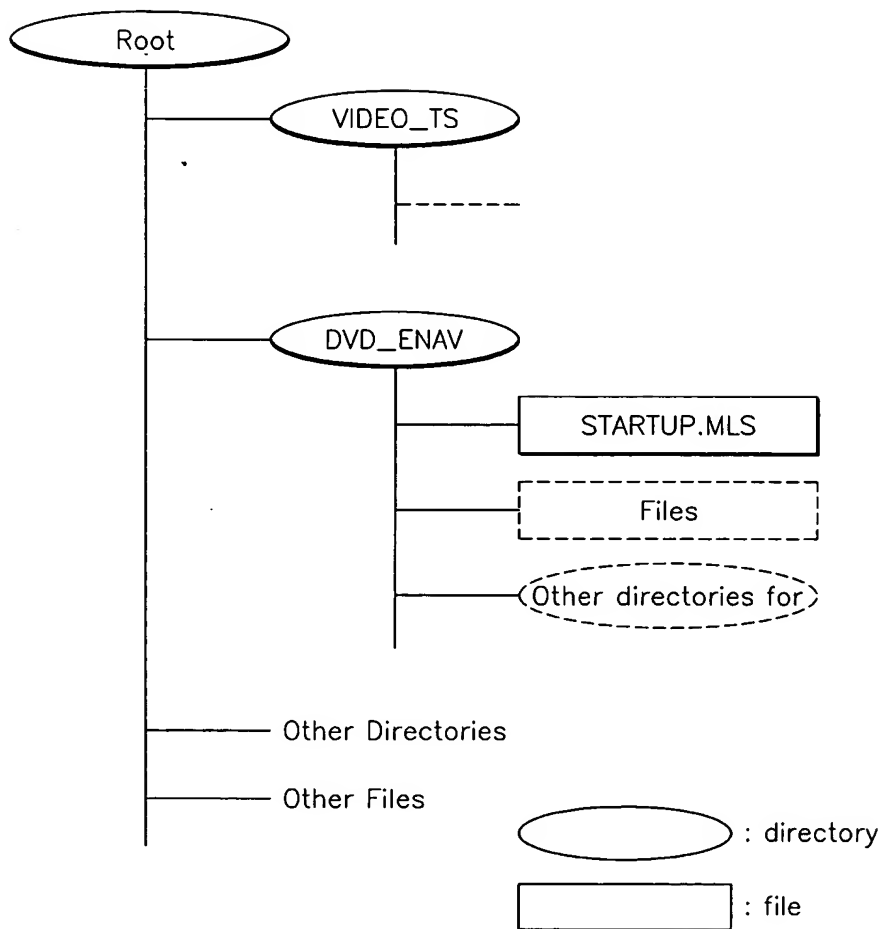 Root
VIDEO_TS
DVD_ENAV
STARTUP.MLS
Files
Other directories for
Other Directories
Other Files
: directory
: file